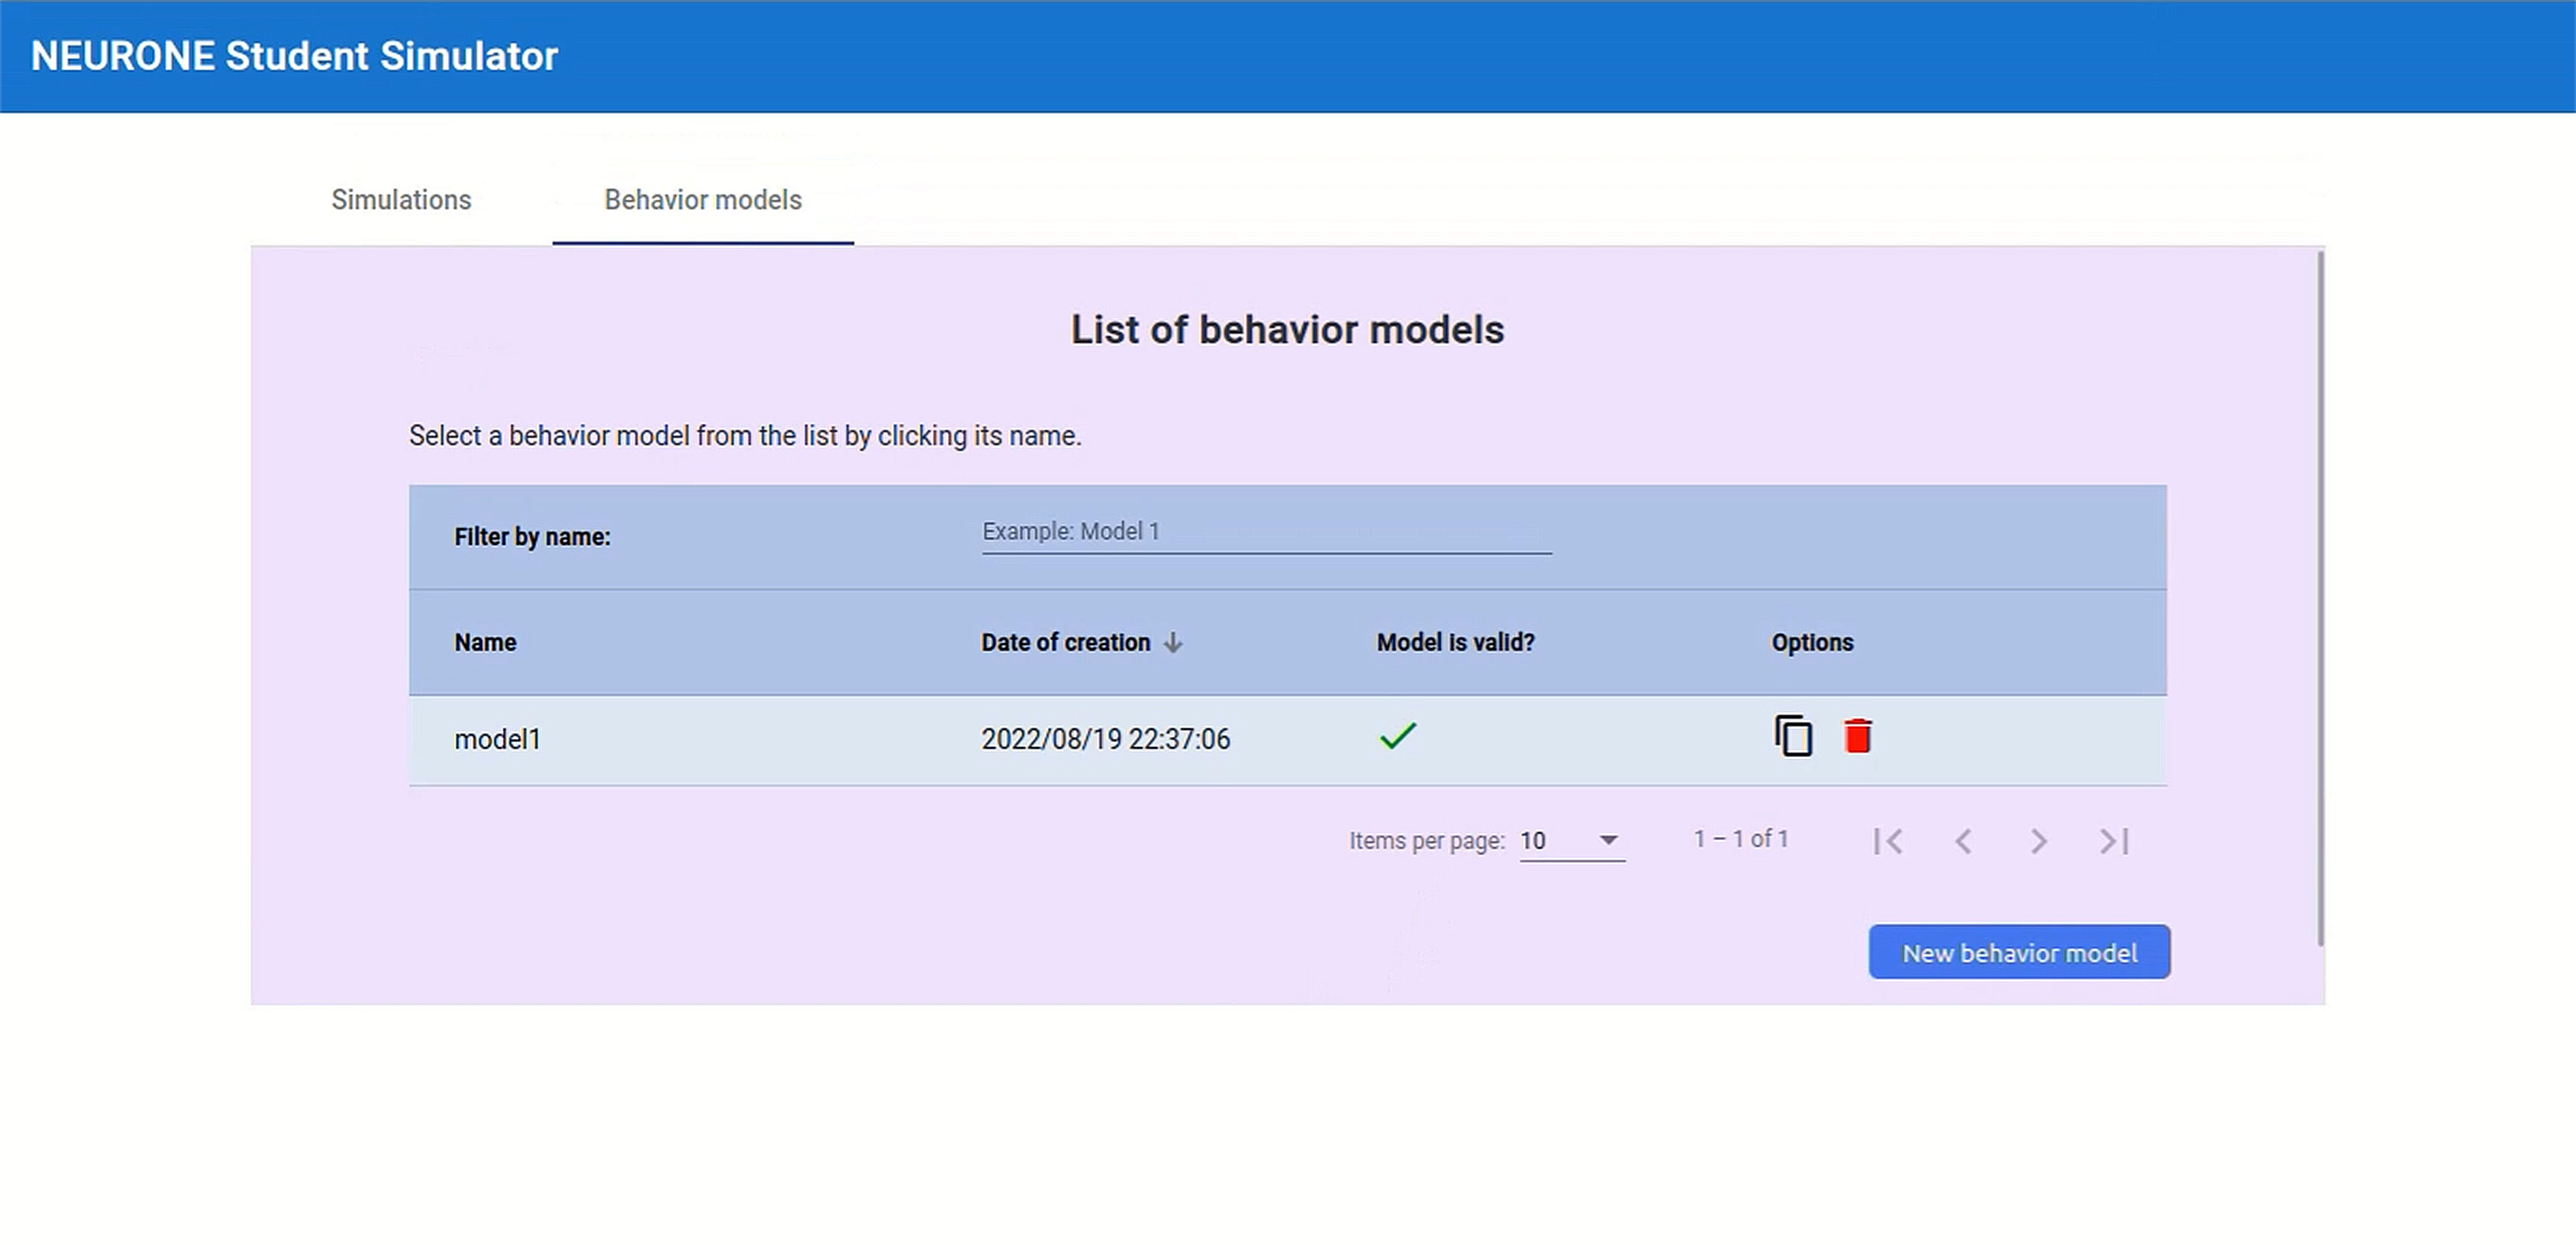 NEURONE Student Simulator
Simulations Behavior models
List of behavior models
Select a behavior model from the list by clicking its name.
Filter by name: Example: Model 1
Name Date of creation Model is valid? Options
model1 2022/08/19 22:37:06
Items per page: 10 1 – 1 of 1
New behavior model